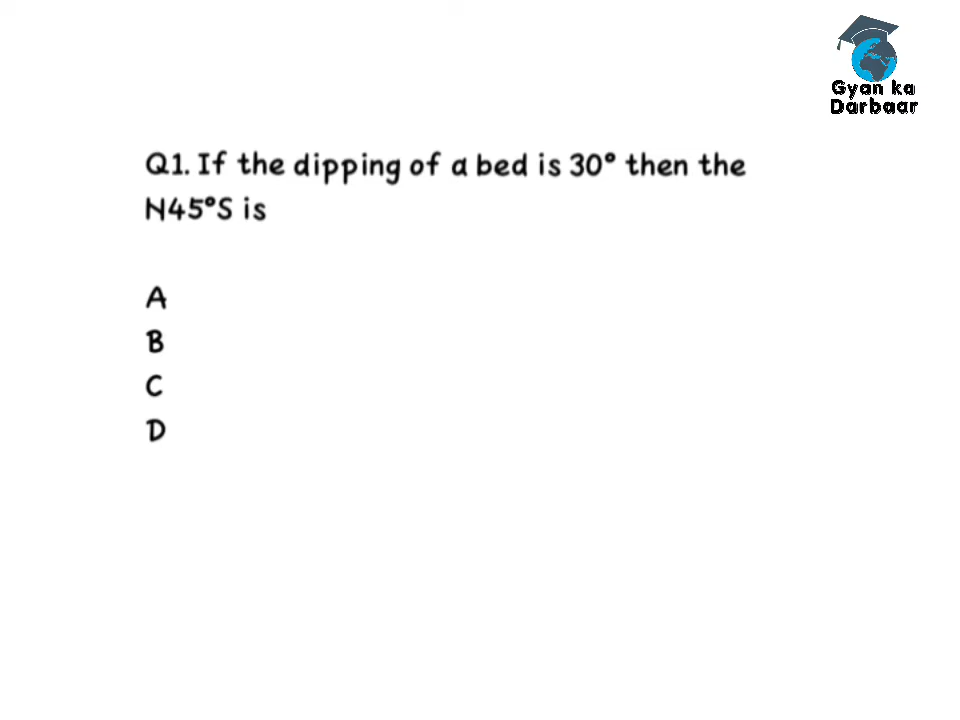 Gyan ka
Darbaar
Q1. If the dipping of a bed is 30° then the
N45°S is
A
B
C
D